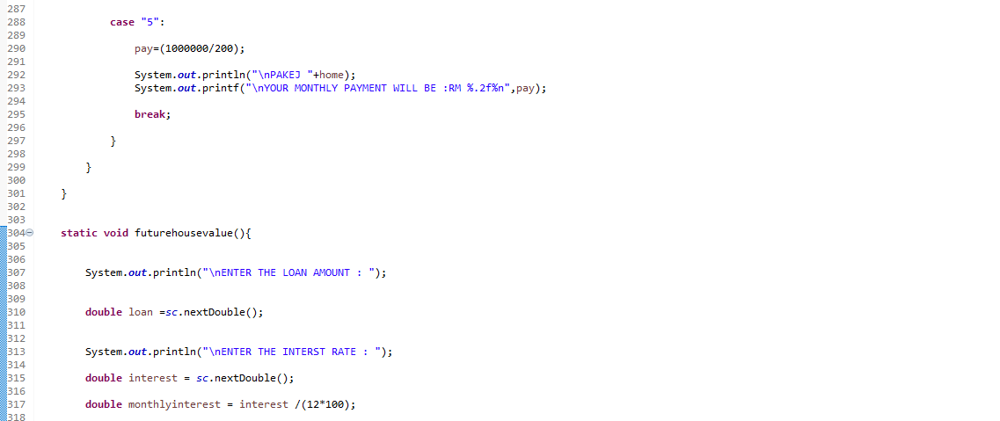 287
288 case "5":
289
290 pay=(1000000/200);
291
292 System.out.println("\nPAKEJ "+home);
293 System.out.printf("\nYOUR MONTHLY PAYMENT WILL BE :RM %.2f%n",pay);
294
295 break;
296
297 }
298
299 }
300
301 }
302
303
304 static void futurehousevalue(){
305
306
307 System.out.println("\nENTER THE LOAN AMOUNT : ");
308
309
310 double loan =sc.nextDouble();
311
312
313 System.out.println("\nENTER THE INTERST RATE : ");
314
315 double interest = sc.nextDouble();
316
317 double monthlyinterest = interest /(12*100);
318